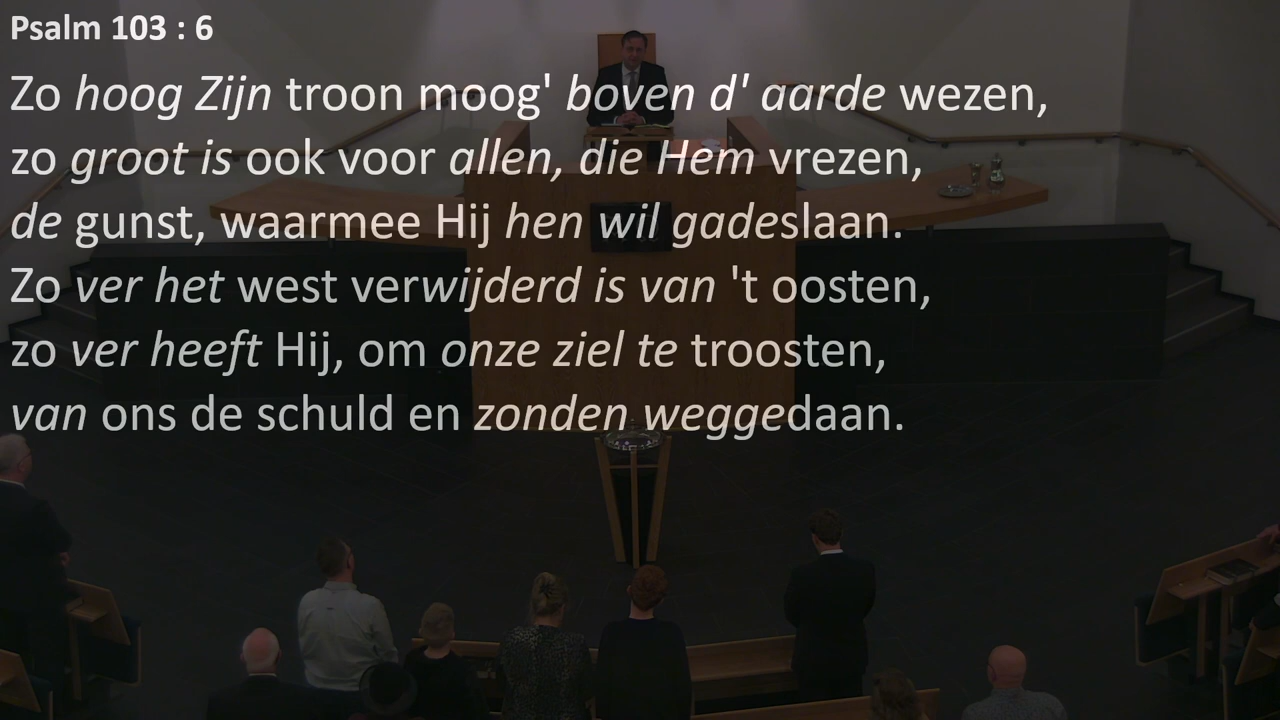 Psalm 103 : 6
Zo hoog Zijn troon moog' boven d' aarde wezen,
zo groot is ook voor allen, die Hem vrezen,
de gunst, waarmee Hij hen wil gadeslaan.
Zo ver het west verwijderd is van 't oosten,
zo ver heeft Hij, om onze ziel te troosten,
van ons de schuld en zonden weggedaan.